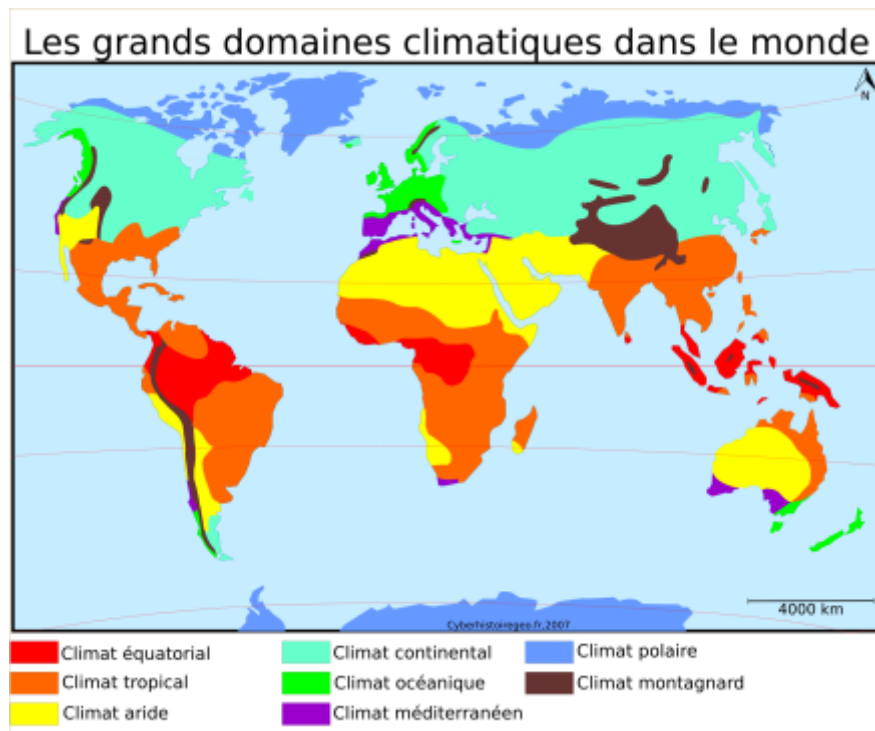 Les grands domaines climatiques dans le monde
N
4000 km
Cyberhistoiregeo.fr,2007
Climat équatorial
Climat continental
Climat polaire
Climat tropical
Climat océanique
Climat montagnard
Climat aride
Climat méditerranéen